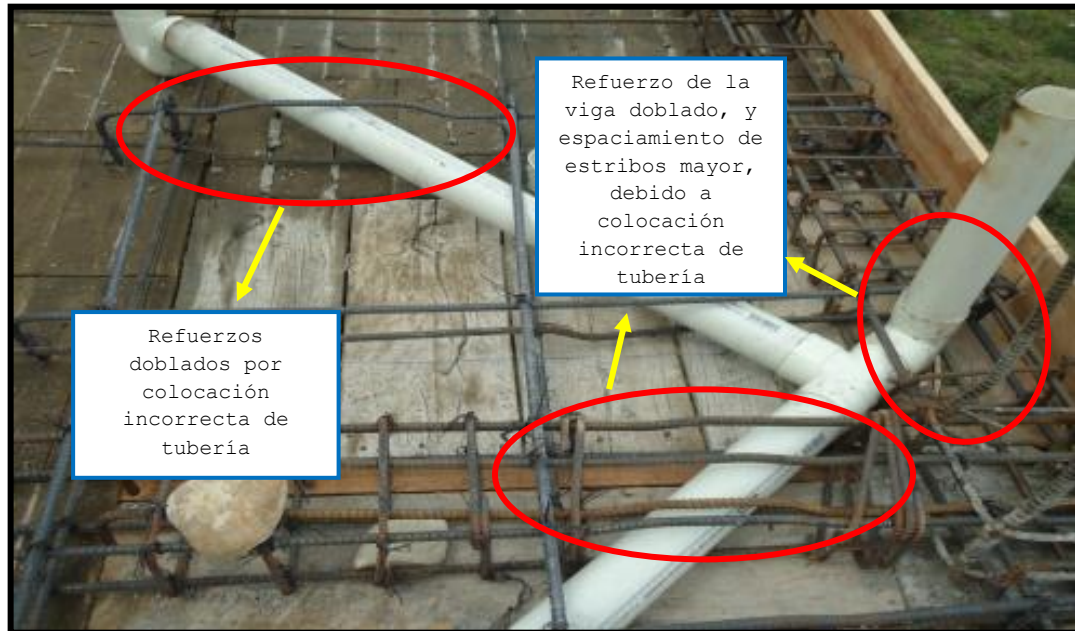 Refuerzo de la
viga doblado, y
espaciamiento de
estribos mayor,
debido a
colocación
incorrecta de
tubería
Refuerzos
doblados por
colocación
incorrecta de
tubería